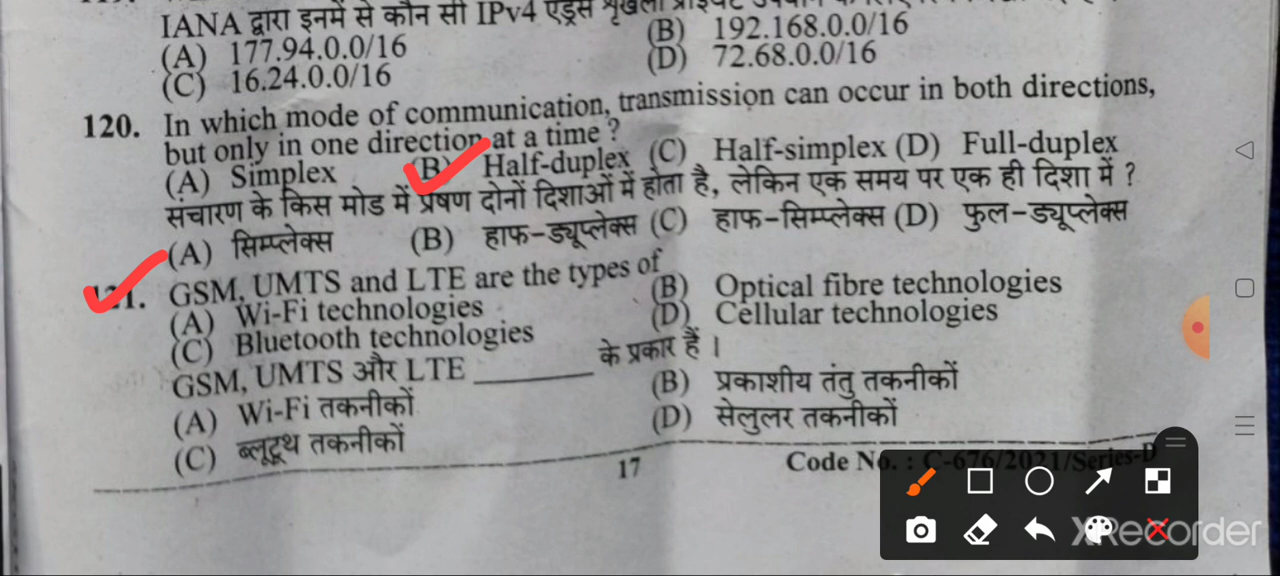 IANA द्वारा इनमें से कौन सी IPv4 एड्रेस शृंखला
(A) 177.94.0.0/16 (B) 192.168.0.0/16
(C) 16.24.0.0/16 (D) 72.68.0.0/16
120. In which mode of communication, transmission can occur in both directions,
but only in one direction at a time ?
(A) Simplex (B) Half-duplex (C) Half-simplex (D) Full-duplex
संचारण के किस मोड में प्रेषण दोनों दिशाओं में होता है, लेकिन एक समय पर एक ही दिशा में ?
(A) सिम्प्लेक्स (B) हाफ-ड्यूप्लेक्स (C) हाफ-सिम्प्लेक्स (D) फुल-ड्यूप्लेक्स
121. GSM, UMTS and LTE are the types of
(A) Wi-Fi technologies (B) Optical fibre technologies
(C) Bluetooth technologies (D) Cellular technologies
GSM, UMTS और LTE ________ के प्रकार हैं ।
(A) Wi-Fi तकनीकों (B) प्रकाशीय तंतु तकनीकों
(C) ब्लूटूथ तकनीकों (D) सेलुलर तकनीकों
17 Code No. : C-676/2021/Series-D
XRecorder